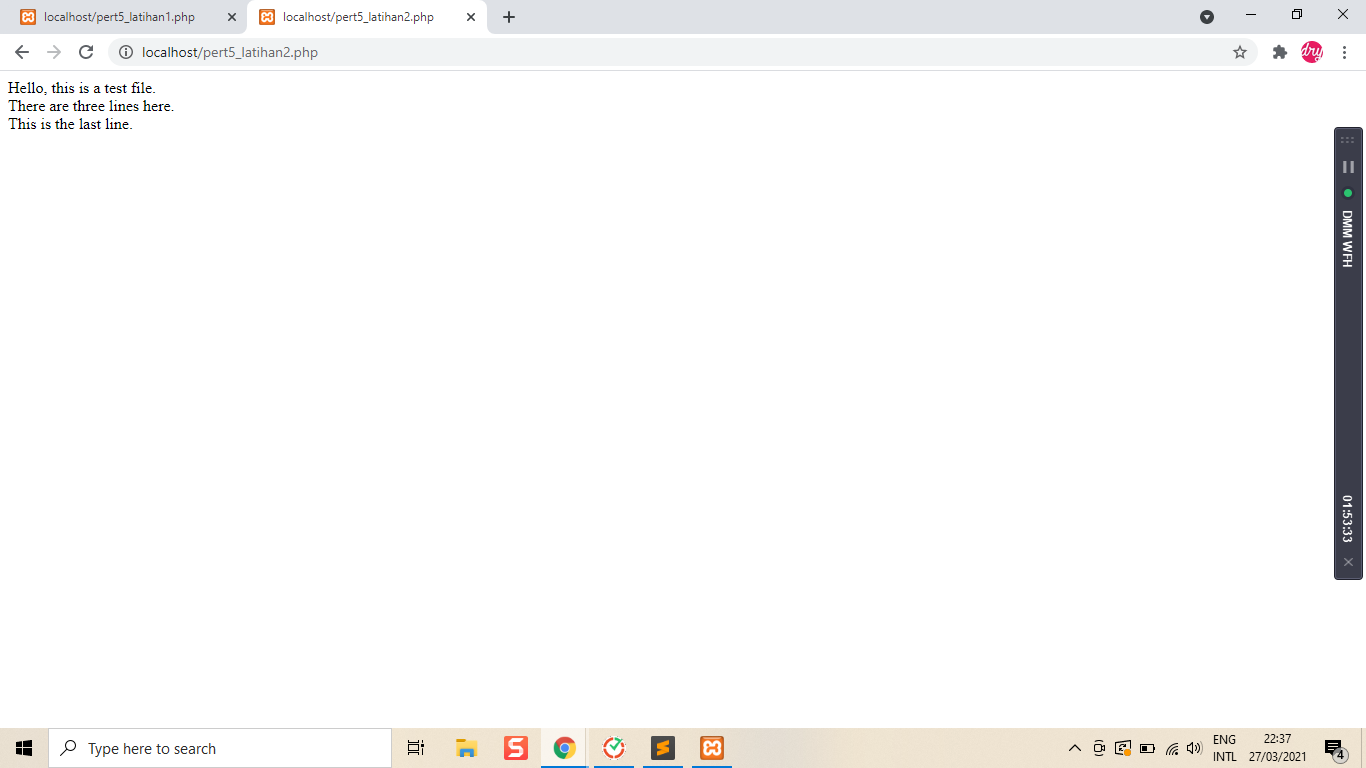 localhost/pert5_latihan1.php
localhost/pert5_latihan2.php
localhost/pert5_latihan2.php
dry
Hello, this is a test file.
There are three lines here.
This is the last line.
DMM WFH
01:53:33
Type here to search
S
ENG
INTL
22:37
27/03/2021
4